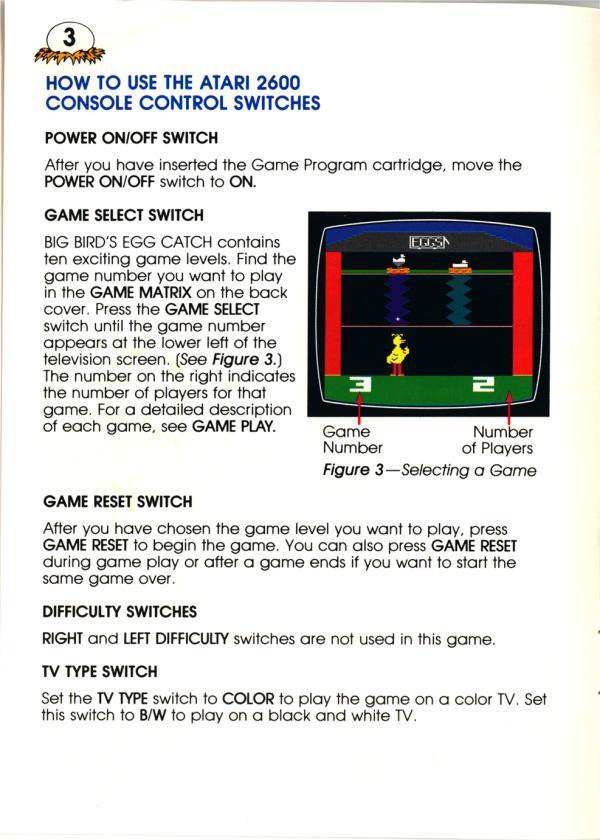 3
HOW TO USE THE ATARI 2600
CONSOLE CONTROL SWITCHES
POWER ON/OFF SWITCH
After you have inserted the Game Program cartridge, move the
POWER ON/OFF switch to ON.
GAME SELECT SWITCH
BIG BIRD'S EGG CATCH contains
ten exciting game levels. Find the
game number you want to play
in the GAME MATRIX on the back
cover. Press the GAME SELECT
switch until the game number
appears at the lower left of the
television screen. (See Figure 3.)
The number on the right indicates
the number of players for that
game. For a detailed description
of each game, see GAME PLAY.
EGGS
3 2
Game Number
Number of Players
Figure 3—Selecting a Game
GAME RESET SWITCH
After you have chosen the game level you want to play, press
GAME RESET to begin the game. You can also press GAME RESET
during game play or after a game ends if you want to start the
same game over.
DIFFICULTY SWITCHES
RIGHT and LEFT DIFFICULTY switches are not used in this game.
TV TYPE SWITCH
Set the TV TYPE switch to COLOR to play the game on a color TV. Set
this switch to B/W to play on a black and white TV.